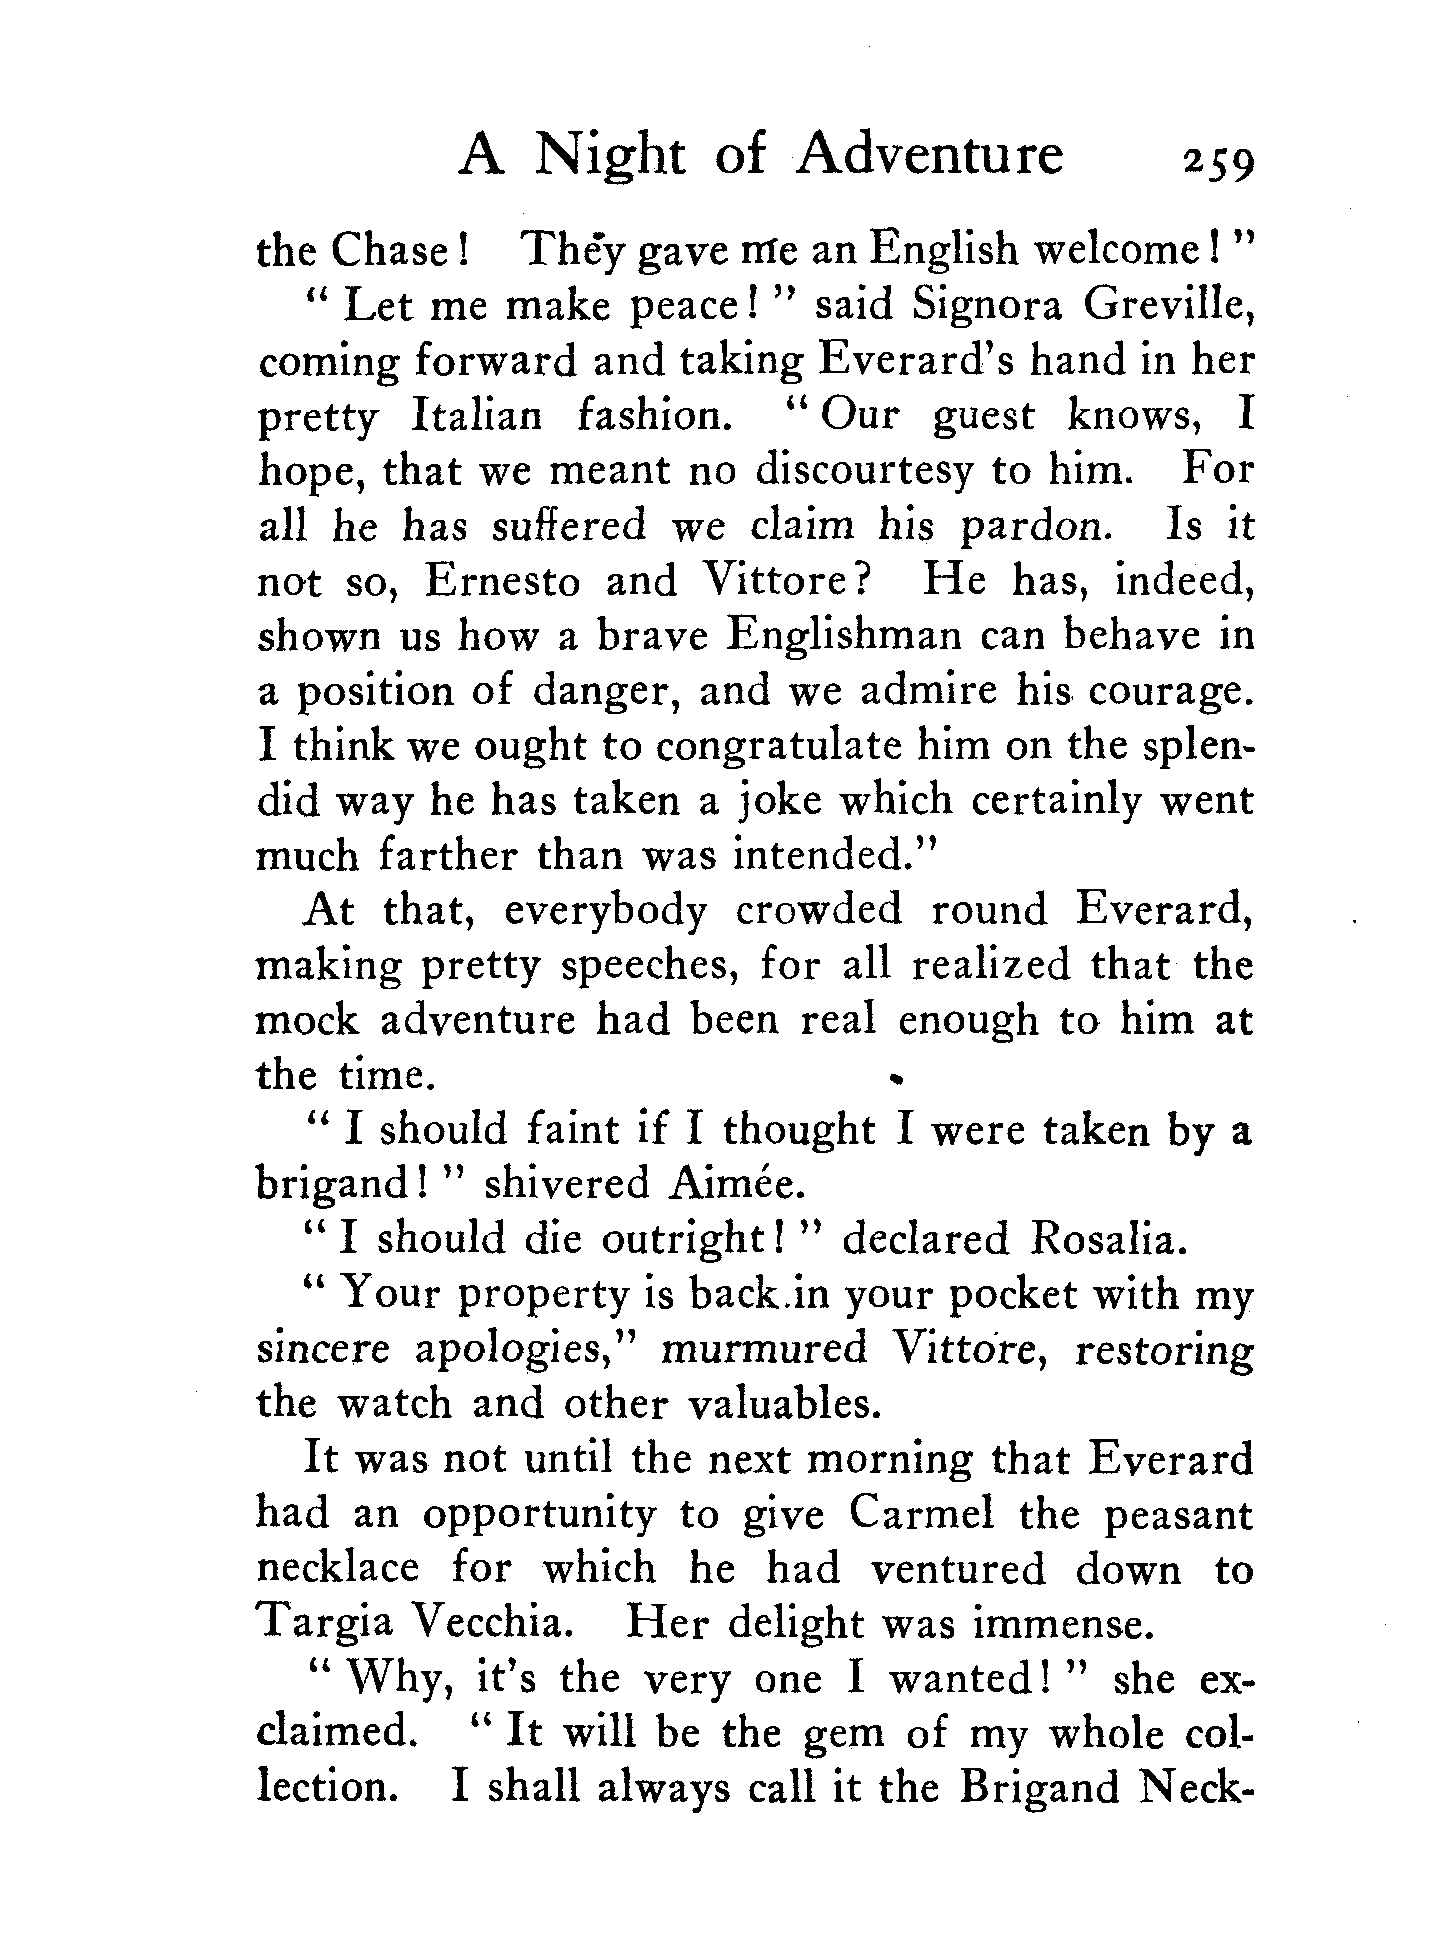 A Night of Adventure 259
the Chase! They gave me an English welcome!"
"Let me make peace!" said Signora Greville,
coming forward and taking Everard's hand in her
pretty Italian fashion. "Our guest knows, I
hope, that we meant no discourtesy to him. For
all he has suffered we claim his pardon. Is it
not so, Ernesto and Vittore? He has, indeed,
shown us how a brave Englishman can behave in
a position of danger, and we admire his courage.
I think we ought to congratulate him on the splen-
did way he has taken a joke which certainly went
much farther than was intended."
At that, everybody crowded round Everard,
making pretty speeches, for all realized that the
mock adventure had been real enough to him at
the time.
"I should faint if I thought I were taken by a
brigand!" shivered Aimée.
"I should die outright!" declared Rosalia.
"Your property is back in your pocket with my
sincere apologies," murmured Vittore, restoring
the watch and other valuables.
It was not until the next morning that Everard
had an opportunity to give Carmel the peasant
necklace for which he had ventured down to
Targia Vecchia. Her delight was immense.
"Why, it's the very one I wanted!" she ex-
claimed. "It will be the gem of my whole col-
lection. I shall always call it the Brigand Neck-